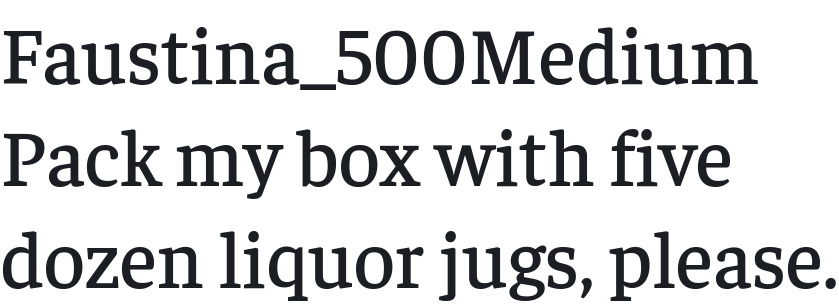 Faustina_500Medium
Pack my box with five
dozen liquor jugs, please.